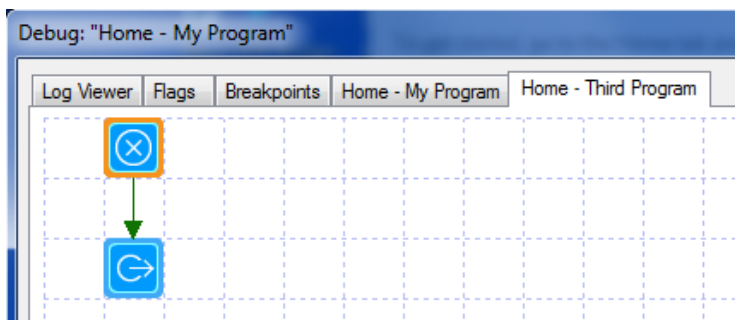 Debug: "Home - My Program"
Log Viewer Flags Breakpoints Home - My Program Home - Third Program